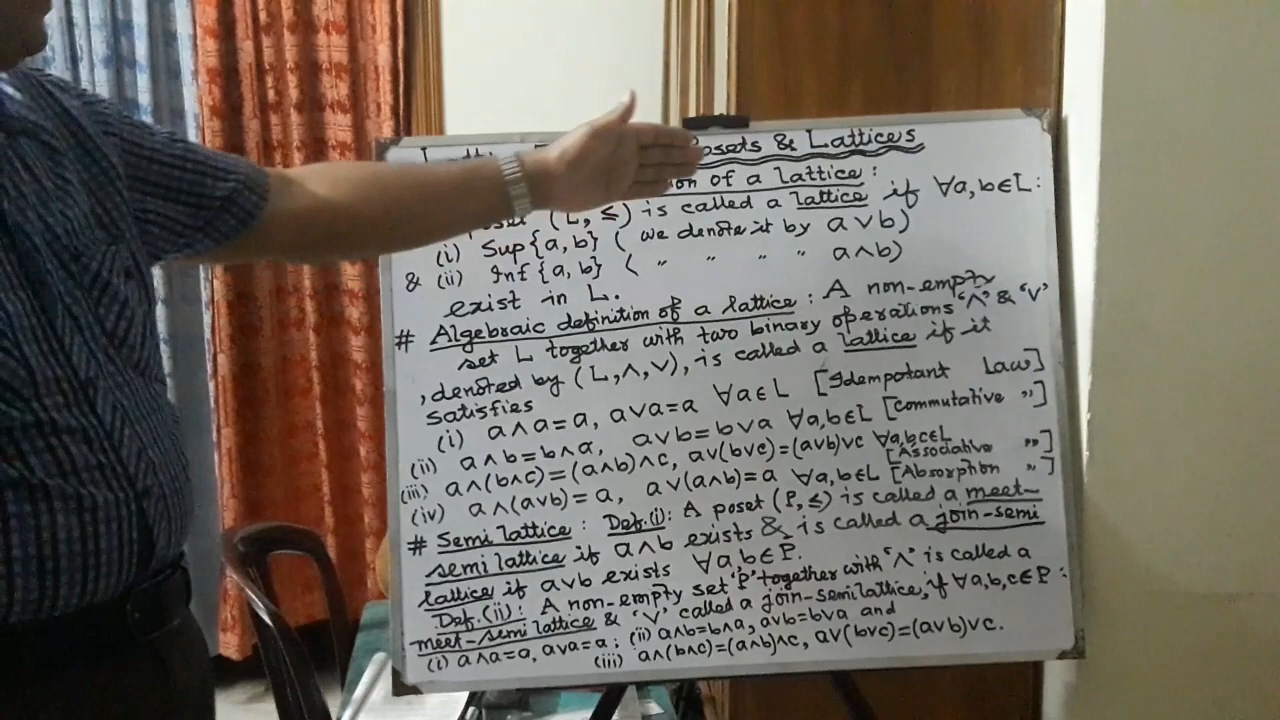 Posets & Lattices
of a lattice :
(L, ≤) is called a lattice if ∀a,b∈L:
(i) Sup{a,b} ( we denote it by a∨b)
& (ii) Inf {a,b} ( " " " " a∧b)
exist in L.
# Algebraic definition of a lattice : A non-empty
set L together with two binary operations '∧' & '∨'
, denoted by (L,∧,∨), is called a lattice if it
satisfies
(i) a∧a=a, a∨a=a ∀a∈L [Idempotant Law]
(ii) a∧b=b∧a, a∨b=b∨a ∀a,b∈L [commutative "]
(iii) a∧(b∧c)=(a∧b)∧c, a∨(b∨c)=(a∨b)∨c ∀a,b,c∈L [Associative "]
(iv) a∧(a∨b)=a, a∨(a∧b)=a ∀a,b∈L [Absorption "]
# Semi lattice : Def.(i): A poset (P,≤) is called a meet-
semi lattice if a∧b exists & is called a join-semi
lattice if a∨b exists ∀a,b∈P.
Def.(ii): A non-empty set 'P' together with '∧' is called a
meet-semi lattice & '∨' called a join-semi lattice, if ∀a,b,c∈P:
(i) a∧a=a, a∨a=a; (ii) a∧b=b∧a, a∨b=b∨a and
(iii) a∧(b∧c)=(a∧b)∧c, a∨(b∨c)=(a∨b)∨c.